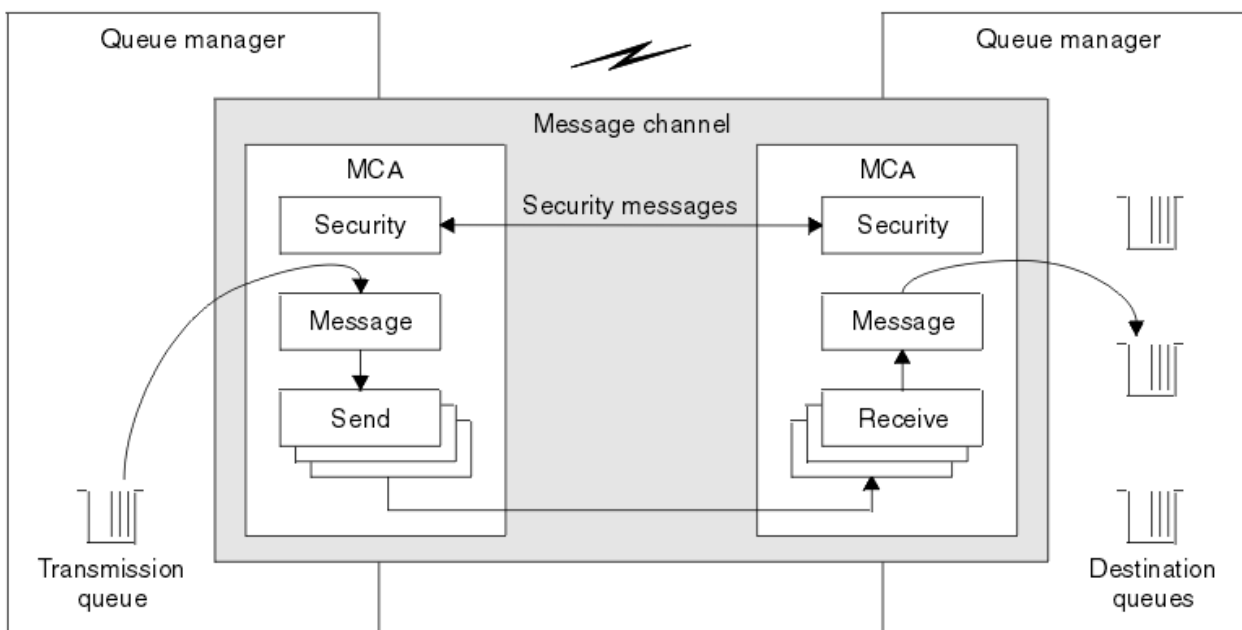 Queue manager
Queue manager
Message channel
MCA
MCA
Security
Security messages
Security
Message
Message
Send
Receive
Transmission
queue
Destination
queues